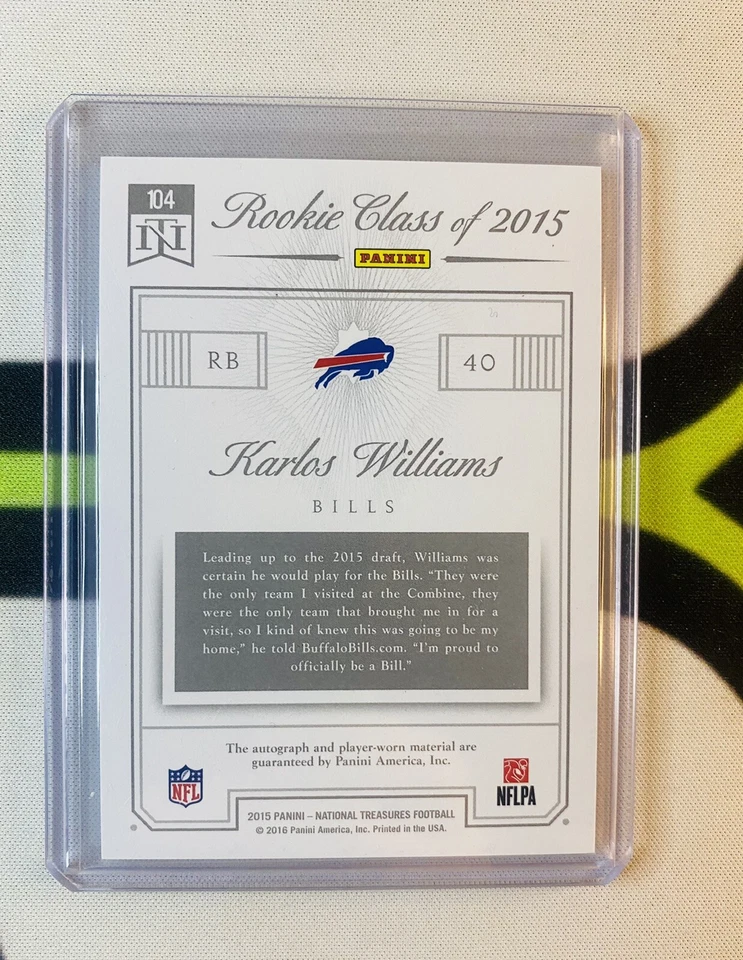 104
NT
Rookie Class of 2015
PANINI
RB
40
Karlos Williams
BILLS
Leading up to the 2015 draft, Williams was
certain he would play for the Bills. “They were
the only team I visited at the Combine, they
were the only team that brought me in for a
visit, so I kind of knew this was going to be my
home,” he told BuffaloBills.com. “I'm proud to
officially be a Bill."
The autograph and player-worn material are
guaranteed by Panini America, Inc.
NFL
NFLPA
2015 PANINI – NATIONAL TREASURES FOOTBALL
© 2016 Panini America, Inc. Printed in the USA.